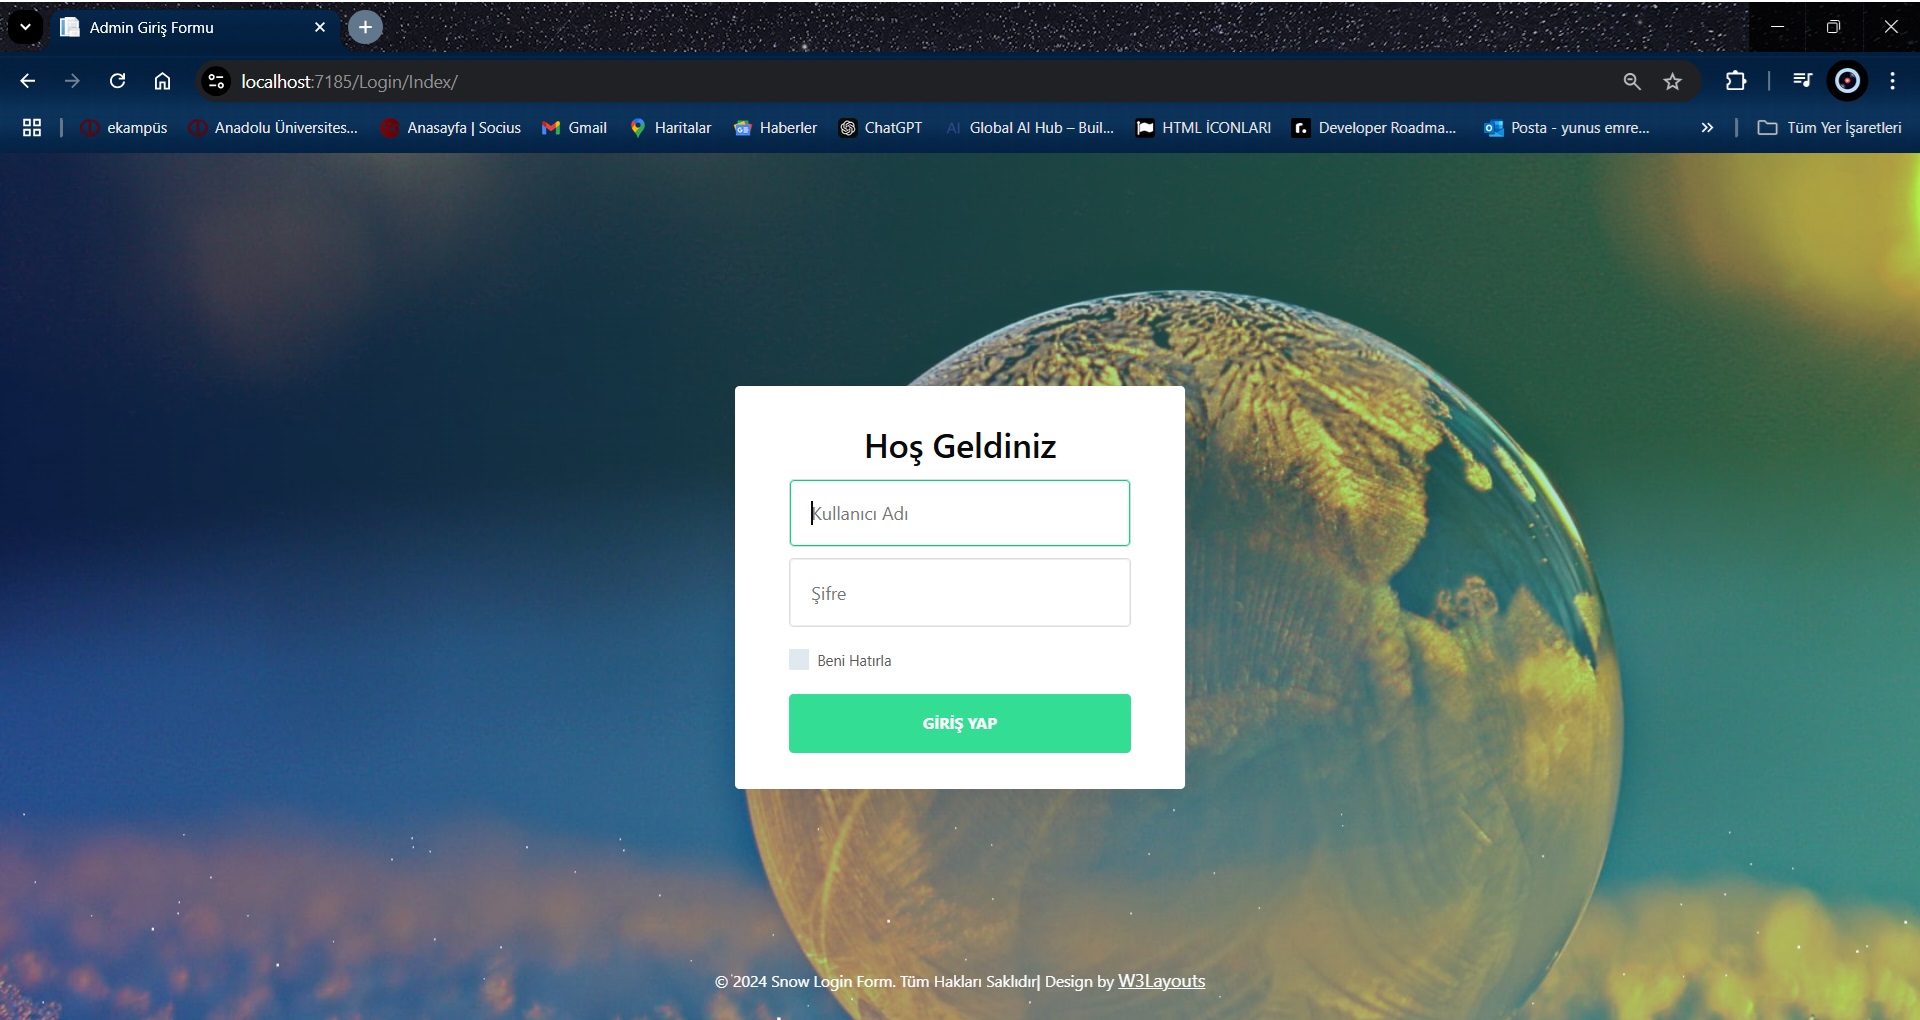 Admin Giriş Formu
localhost:7185/Login/Index/
ekampüs
Anadolu Üniversites...
Anasayfa | Socius
Gmail
Haritalar
Haberler
ChatGPT
AI Global AI Hub – Buil...
HTML İCONLARI
r. Developer Roadma...
Posta - yunus emre...
Tüm Yer İşaretleri
Hoş Geldiniz
Kullanıcı Adı
Şifre
Beni Hatırla
GİRİŞ YAP
© 2024 Snow Login Form. Tüm Hakları Saklıdır| Design by W3Layouts